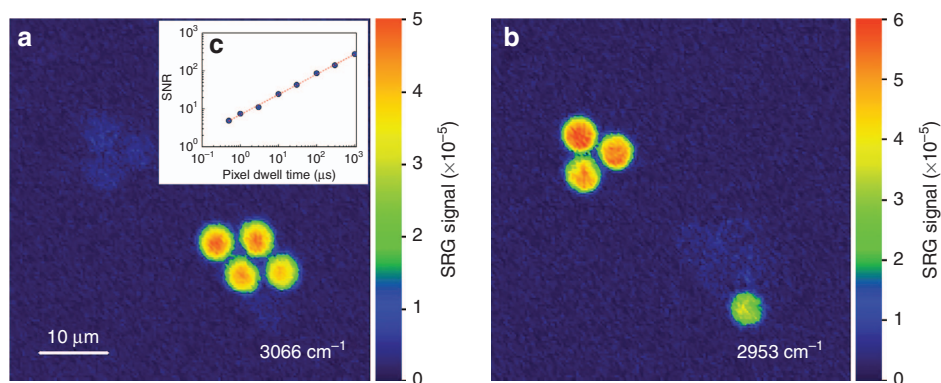 a
c
SNR
10³
10²
10¹
10⁰
10⁻¹ 10⁰ 10¹ 10² 10³
Pixel dwell time (μs)
10 μm
3066 cm⁻¹
5
4
3
2
1
0
SRG signal (×10⁻⁵)
b
2953 cm⁻¹
6
5
4
3
2
1
0
SRG signal (×10⁻⁵)